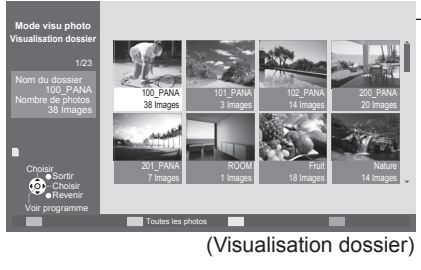 Mode visu photo
Visualisation dossier
1/23
Nom du dossier
100_PANA
Nombre de photos
38 Images
Choisir
Sortir
Choisir
Revenir
Voir programme
100_PANA
38 Images
101_PANA
3 Images
102_PANA
14 Images
200_PANA
20 Images
201_PANA
7 Images
ROOM
1 Images
Fruit
18 Images
Nature
14 Images
Toutes les photos
(Visualisation dossier)